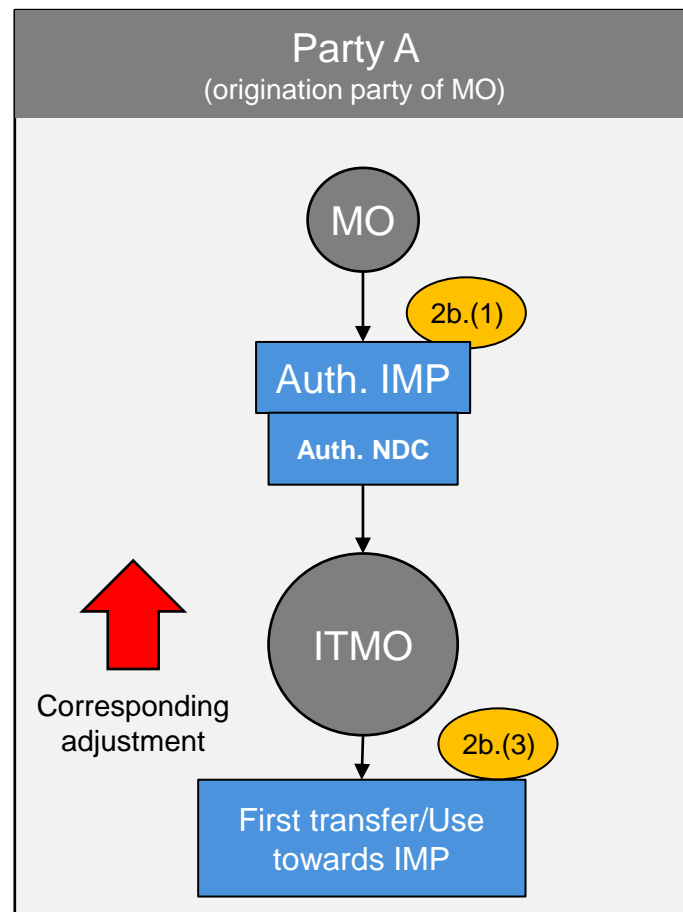 Party A
(origination party of MO)
MO
2b.(1)
Auth. IMP
Auth. NDC
ITMO
Corresponding
adjustment
2b.(3)
First transfer/Use
towards IMP